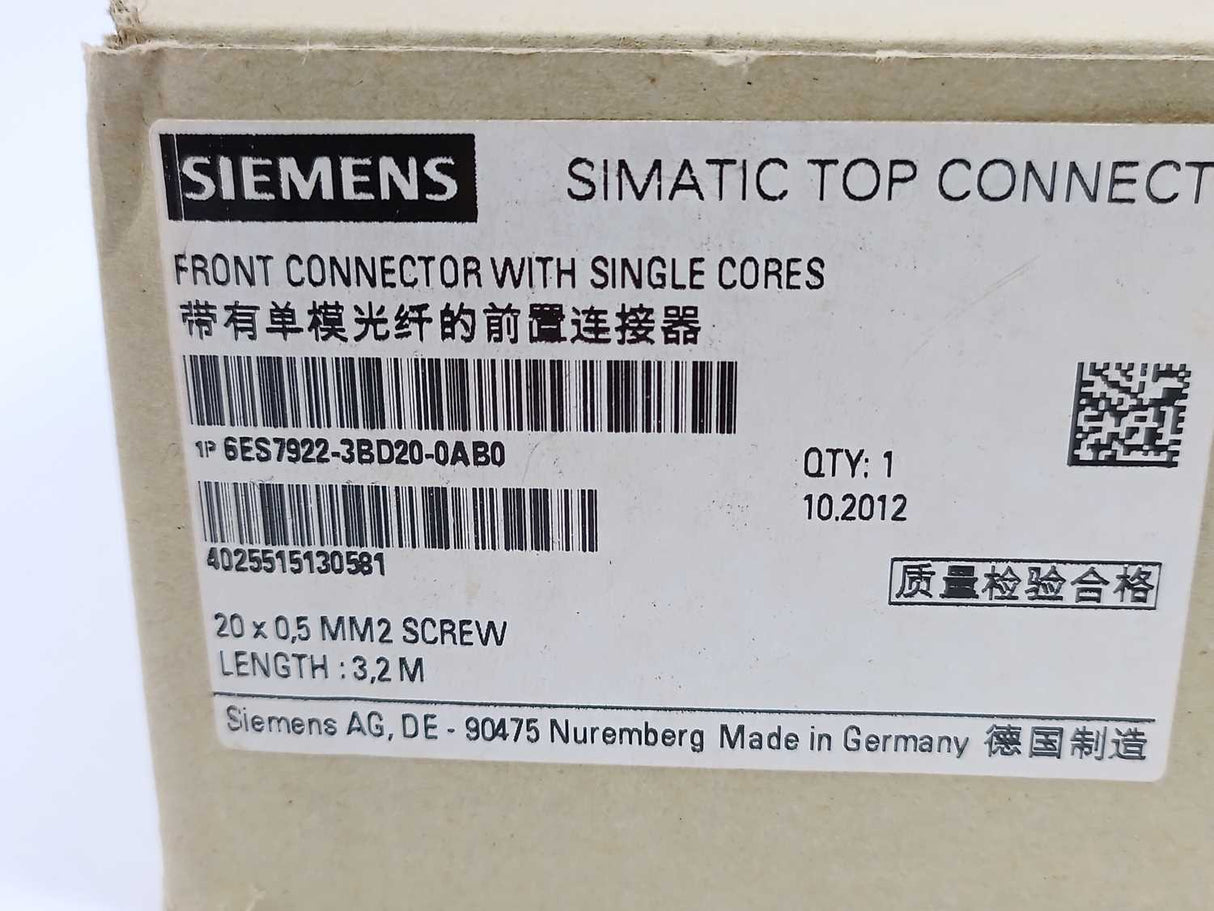 SIEMENS SIMATIC TOP CONNECT
FRONT CONNECTOR WITH SINGLE CORES
带有单模光纤的前置连接器
1P 6ES7922-3BD20-0AB0
QTY: 1
10.2012
4025515130581
质量检验合格
20 x 0,5 MM2 SCREW
LENGTH : 3,2 M
Siemens AG, DE - 90475 Nuremberg Made in Germany 德国制造